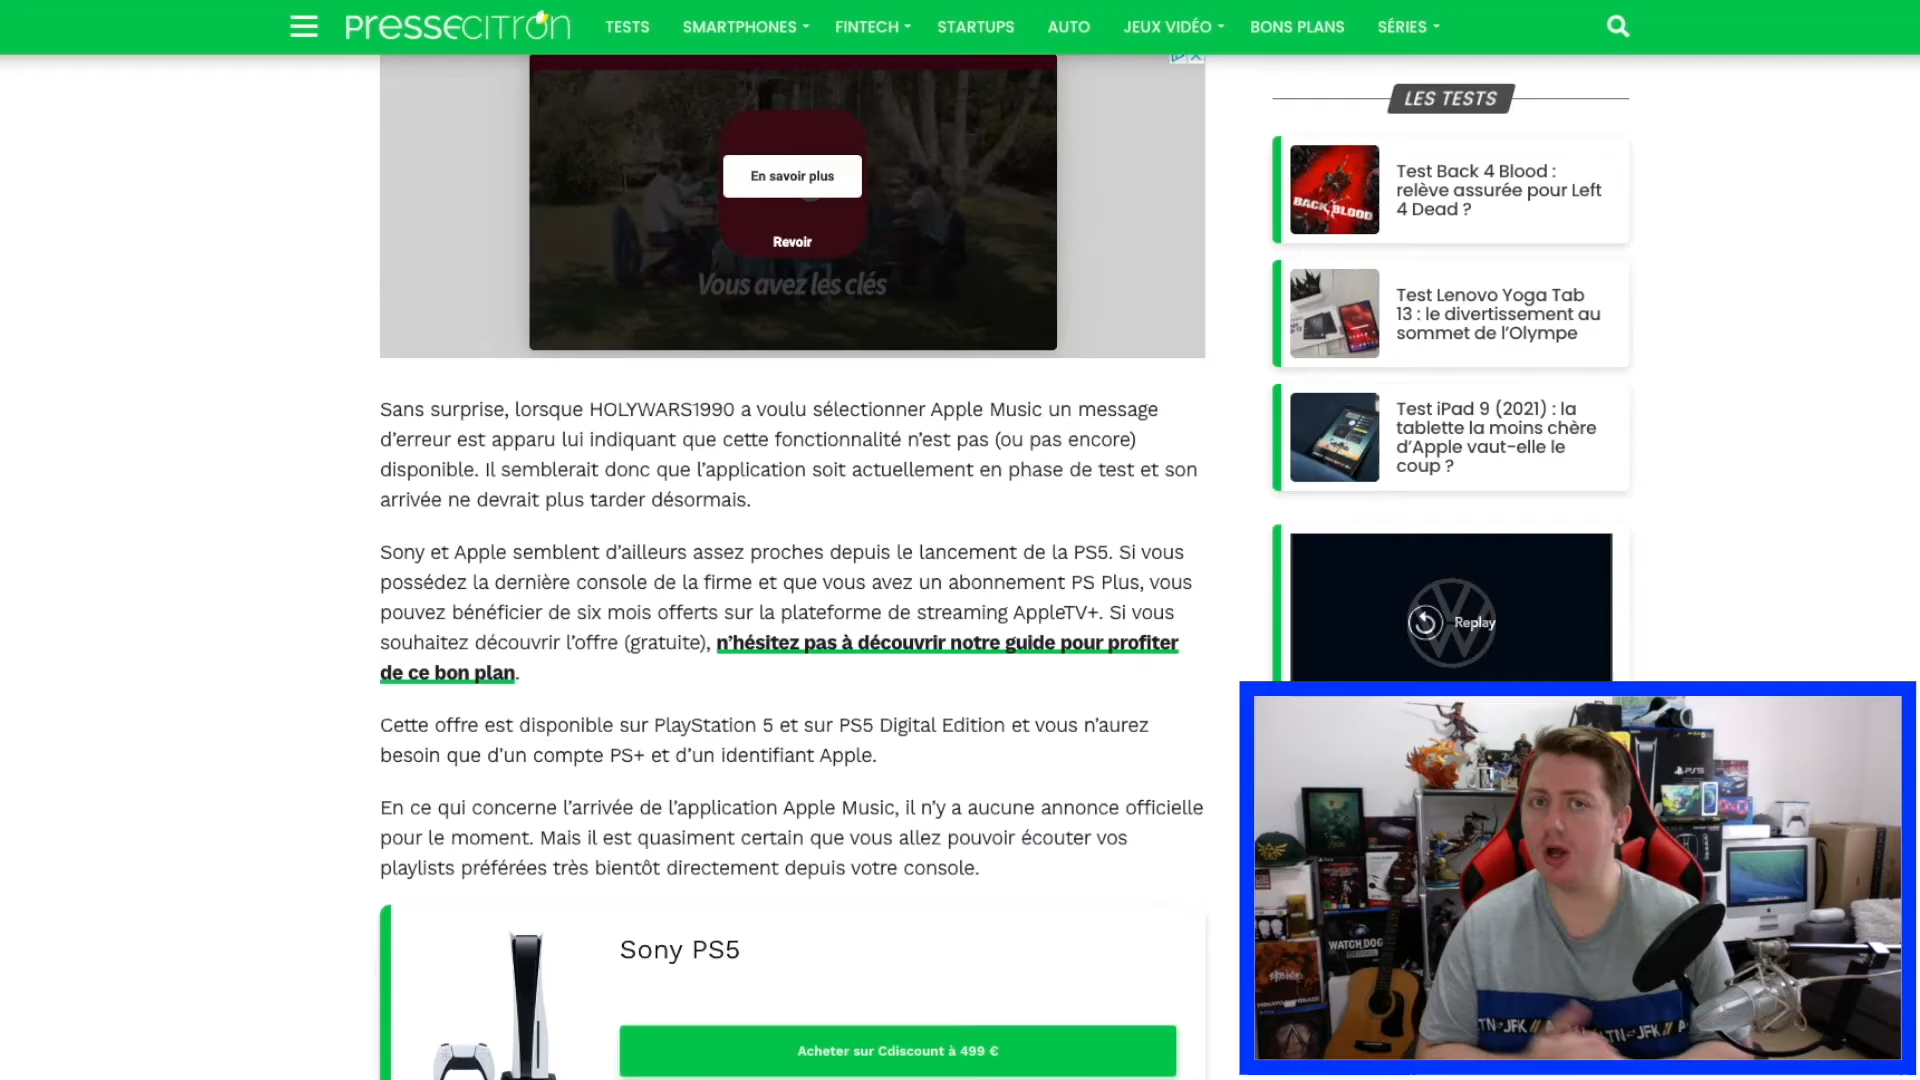 PRESSECITRON
TESTS
SMARTPHONES
FINTECH
STARTUPS
AUTO
JEUX VIDÉO
BONS PLANS
SÉRIES
En savoir plus
Revoir
Vous avez les clés
Sans surprise, lorsque HOLYWARS1990 a voulu sélectionner Apple Music un message
d’erreur est apparu lui indiquant que cette fonctionnalité n’est pas (ou pas encore)
disponible. Il semblerait donc que l’application soit actuellement en phase de test et son
arrivée ne devrait plus tarder désormais.
Sony et Apple semblent d’ailleurs assez proches depuis le lancement de la PS5. Si vous
possédez la dernière console de la firme et que vous avez un abonnement PS Plus, vous
pouvez bénéficier de six mois offerts sur la plateforme de streaming AppleTV+. Si vous
souhaitez découvrir l’offre (gratuite), n’hésitez pas à découvrir notre guide pour profiter
de ce bon plan.
Cette offre est disponible sur PlayStation 5 et sur PS5 Digital Edition et vous n’aurez
besoin que d’un compte PS+ et d’un identifiant Apple.
En ce qui concerne l’arrivée de l’application Apple Music, il n’y a aucune annonce officielle
pour le moment. Mais il est quasiment certain que vous allez pouvoir écouter vos
playlists préférées très bientôt directement depuis votre console.
Sony PS5
Acheter sur Cdiscount à 499 €
LES TESTS
BACK 4 BLOOD
Test Back 4 Blood :
relève assurée pour Left
4 Dead ?
Test Lenovo Yoga Tab
13 : le divertissement au
sommet de l’Olympe
Test iPad 9 (2021) : la
tablette la moins chère
d’Apple vaut-elle le
coup ?
Replay
PS5
WATCH DOGS
JFK //
JFK //